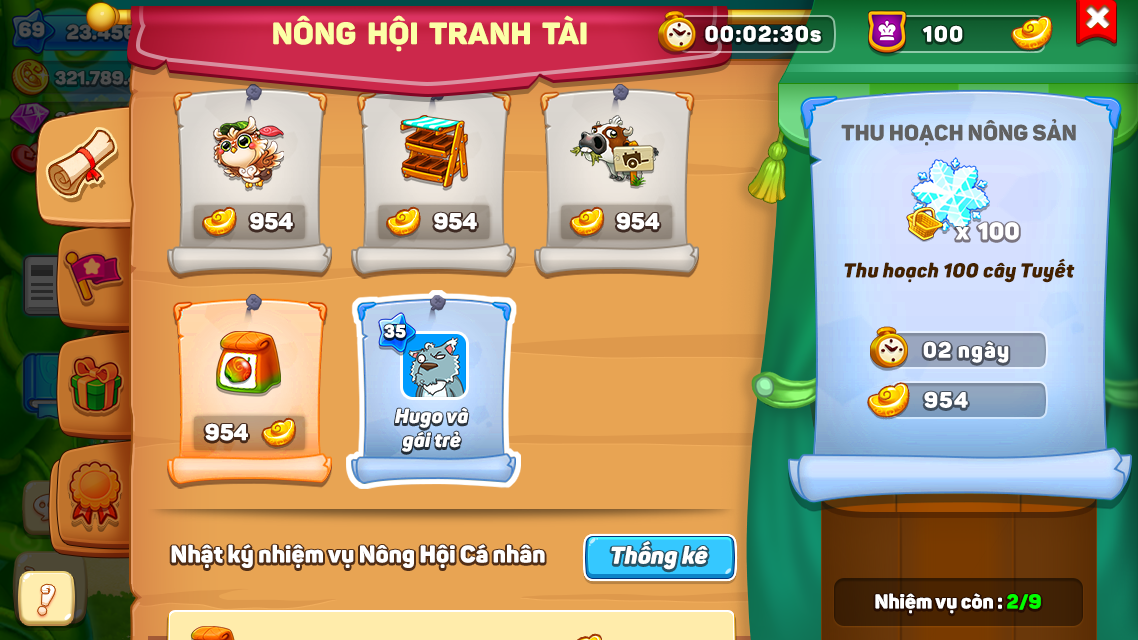 69
NÔNG HỘI TRANH TÀI
00:02:30s
100
321.789.
THU HOẠCH NÔNG SẢN
954
954
954
x 100
Thu hoạch 100 cây Tuyết
35
02 ngày
Hugo và
gái trẻ
954
954
Nhật ký nhiệm vụ Nông Hội Cá nhân
Thống kê
Nhiệm vụ còn : 2/9